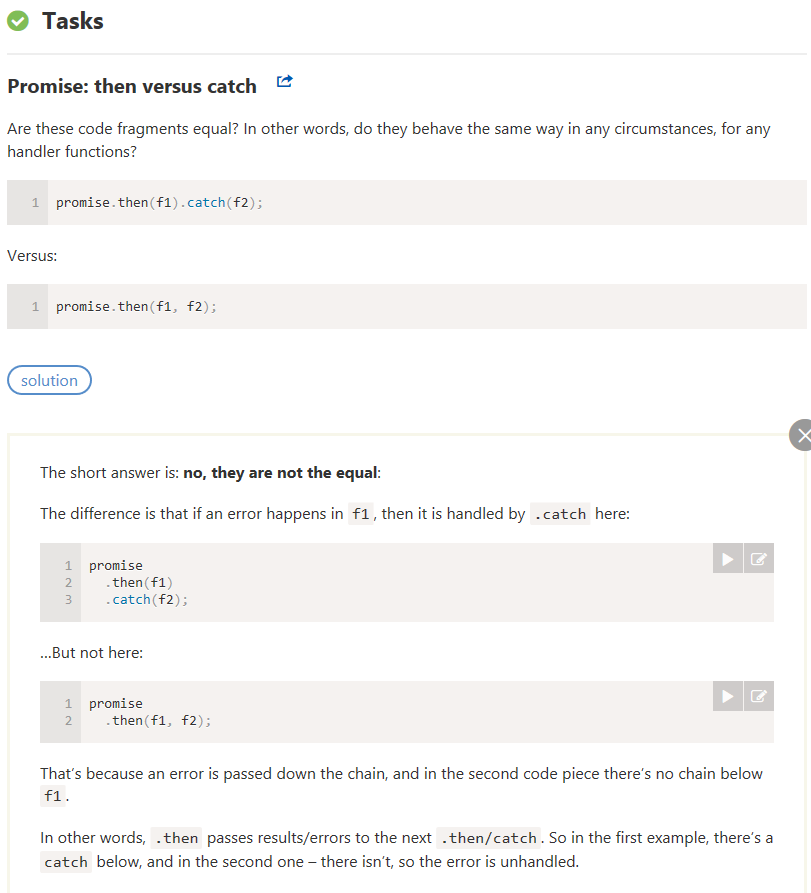 Tasks
Promise: then versus catch
Are these code fragments equal? In other words, do they behave the same way in any circumstances, for any
handler functions?
1 promise.then(f1).catch(f2);
Versus:
1 promise.then(f1, f2);
solution
The short answer is: no, they are not the equal:
The difference is that if an error happens in f1, then it is handled by .catch here:
1 promise
2   .then(f1)
3   .catch(f2);
…But not here:
1 promise
2   .then(f1, f2);
That’s because an error is passed down the chain, and in the second code piece there’s no chain below
f1.
In other words, .then passes results/errors to the next .then/catch. So in the first example, there’s a
catch below, and in the second one – there isn’t, so the error is unhandled.